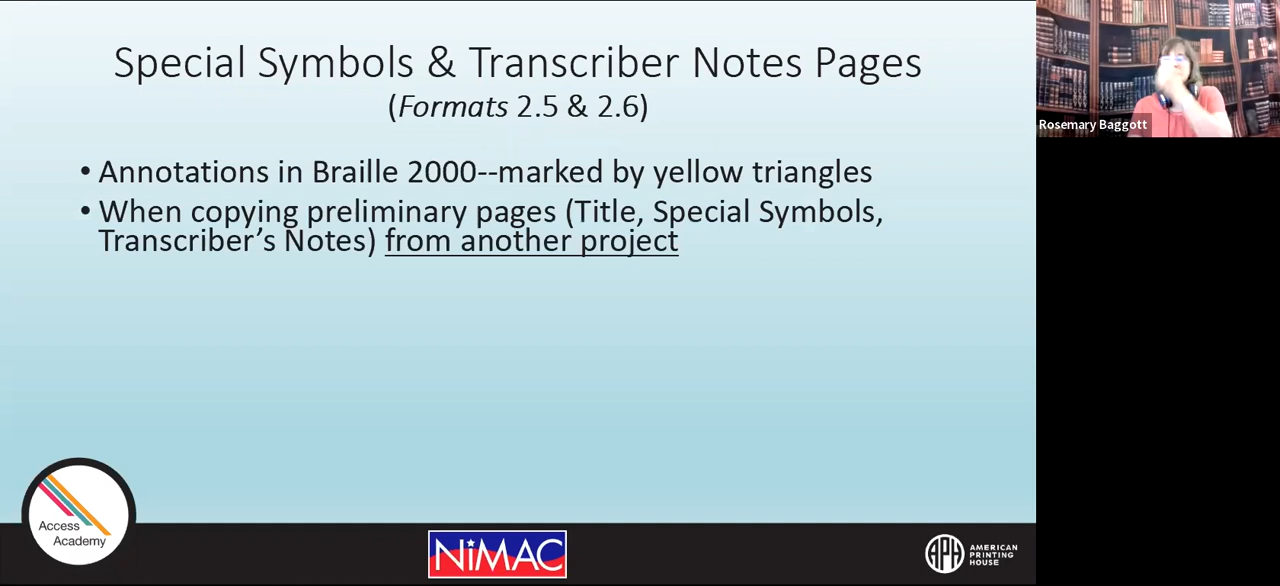 Special Symbols & Transcriber Notes Pages
(Formats 2.5 & 2.6)
• Annotations in Braille 2000--marked by yellow triangles
• When copying preliminary pages (Title, Special Symbols,
Transcriber’s Notes) from another project
Rosemary Baggott
Access
Academy
NIMAC
APH
AMERICAN
PRINTING
HOUSE